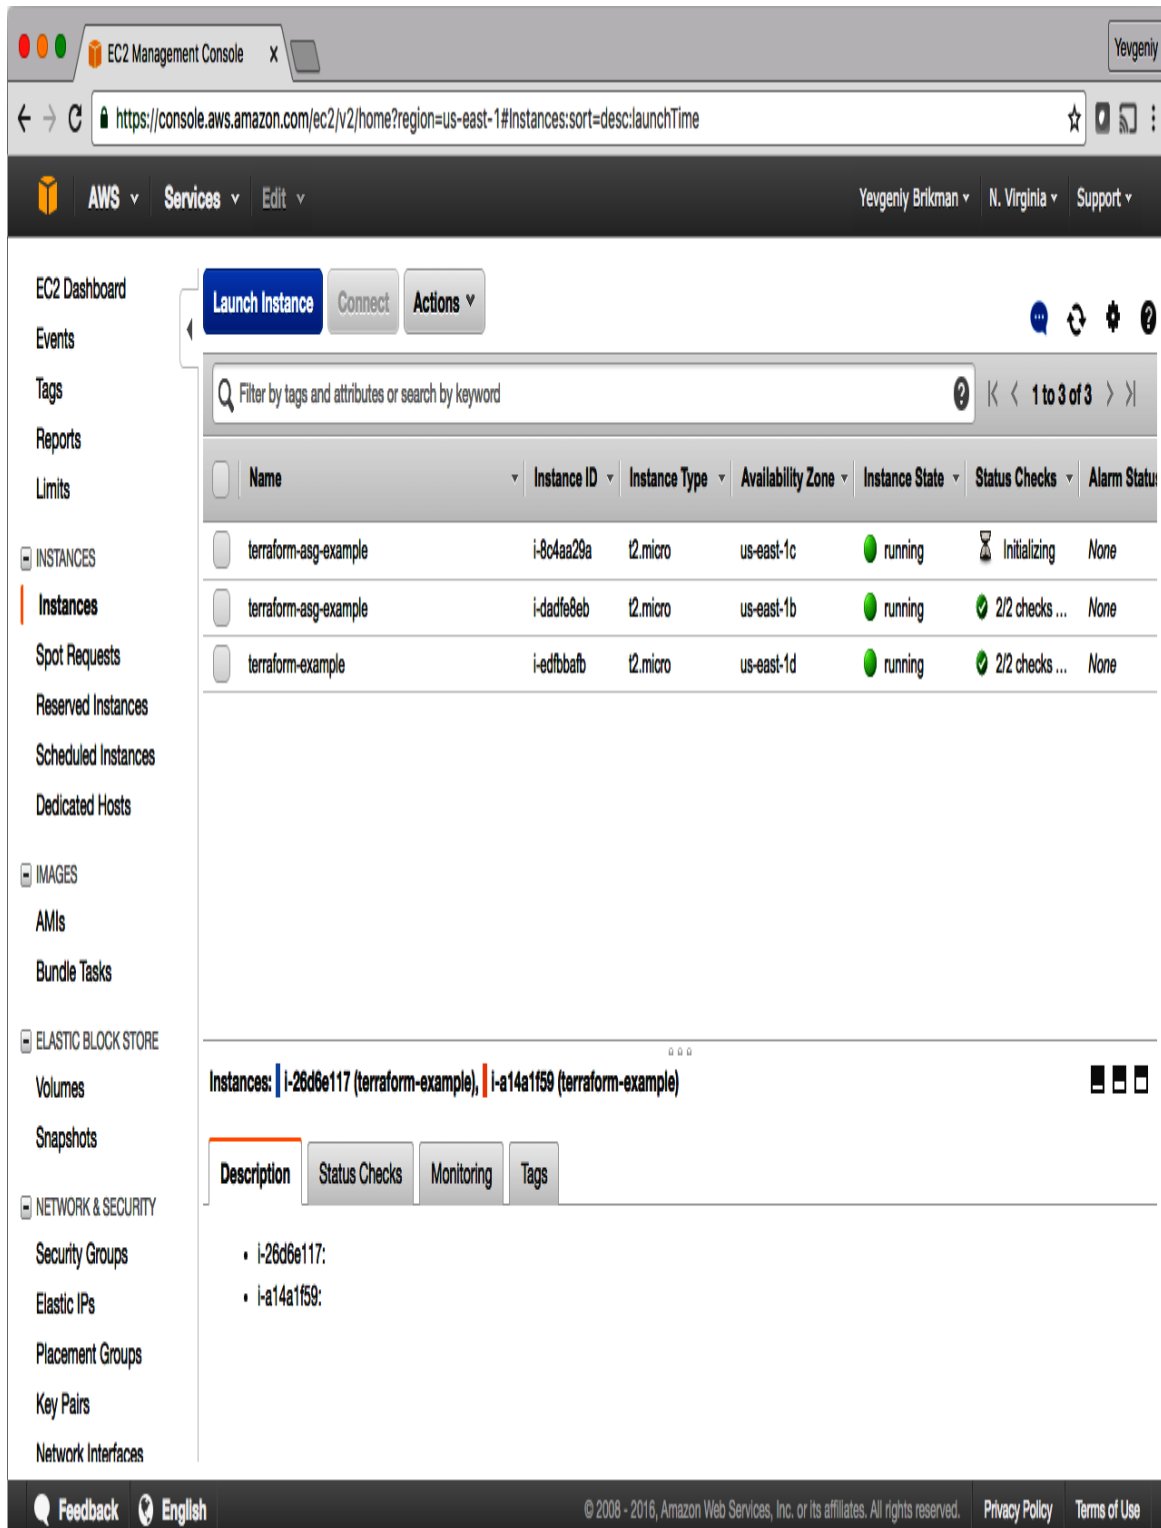 EC2 Management Console x
Yevgeniy
https://console.aws.amazon.com/ec2/v2/home?region=us-east-1#Instances:sort=desc:launchTime
AWS Services Edit Yevgeniy Brikman N. Virginia Support
EC2 Dashboard
Events
Tags
Reports
Limits
INSTANCES
Instances
Spot Requests
Reserved Instances
Scheduled Instances
Dedicated Hosts
IMAGES
AMIs
Bundle Tasks
ELASTIC BLOCK STORE
Volumes
Snapshots
NETWORK & SECURITY
Security Groups
Elastic IPs
Placement Groups
Key Pairs
Network Interfaces
Launch Instance Connect Actions
Filter by tags and attributes or search by keyword 1 to 3 of 3
Name Instance ID Instance Type Availability Zone Instance State Status Checks Alarm Status
terraform-asg-example i-8c4aa29a t2.micro us-east-1c running Initializing None
terraform-asg-example i-dadfe8eb t2.micro us-east-1b running 2/2 checks ... None
terraform-example i-edfbbafb t2.micro us-east-1d running 2/2 checks ... None
Instances: i-26d6e117 (terraform-example), i-a14a1f59 (terraform-example)
Description Status Checks Monitoring Tags
• i-26d6e117:
• i-a14a1f59:
Feedback English © 2008 - 2016, Amazon Web Services, Inc. or its affiliates. All rights reserved. Privacy Policy Terms of Use